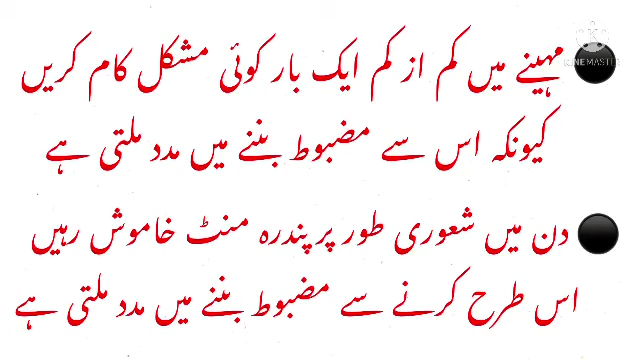 مہینے میں کم از کم ایک بار کوئی مشکل کام کریں
کیونکہ اس سے مضبوط بننے میں مدد ملتی ہے
دن میں شعوری طور پر پندرہ منٹ خاموش رہیں
اس طرح کرنے سے مضبوط بننے میں مدد ملتی ہے
KINEMASTER